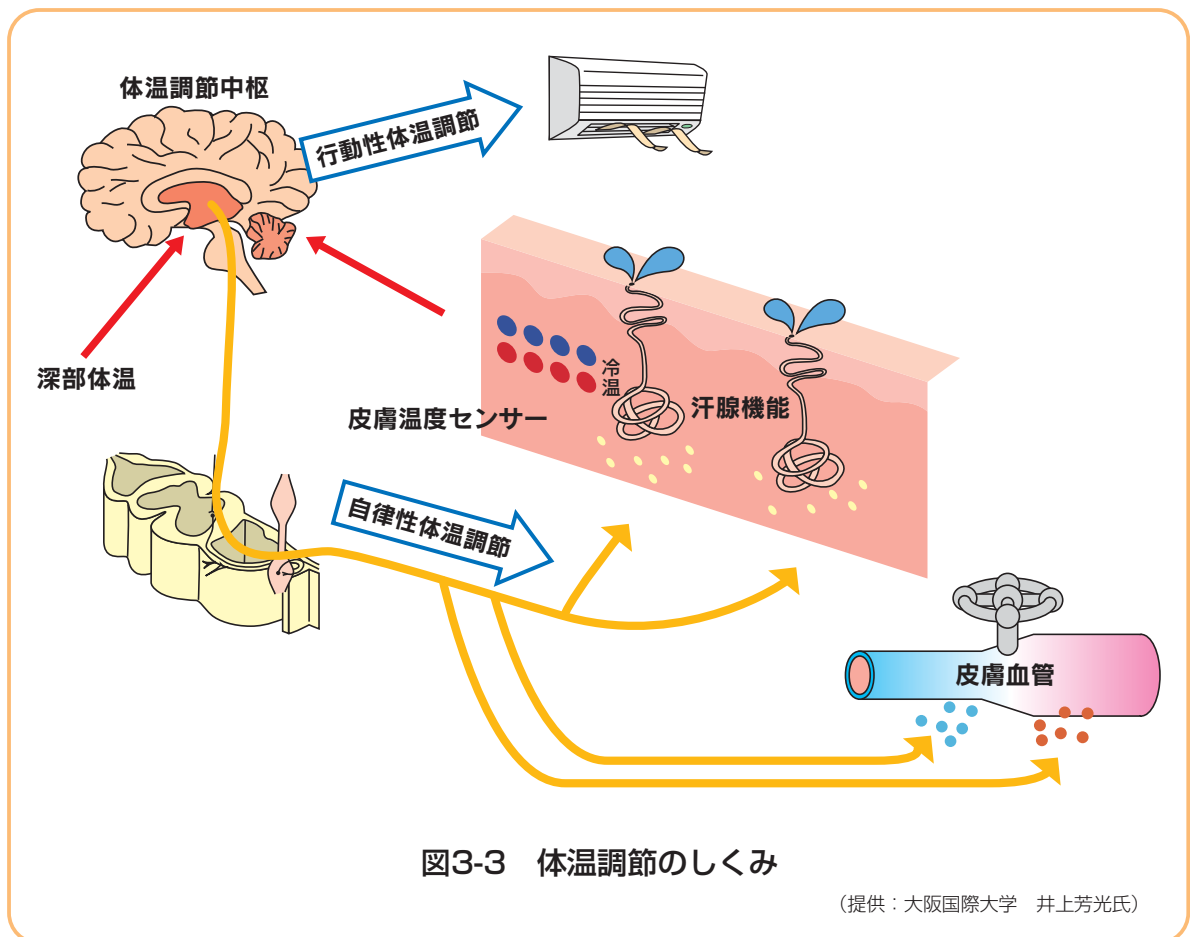 体温調節中枢
行動性体温調節
深部体温
冷
温
皮膚温度センサー
汗腺機能
自律性体温調節
皮膚血管
図3-3　体温調節のしくみ
（提供：大阪国際大学　井上芳光氏）